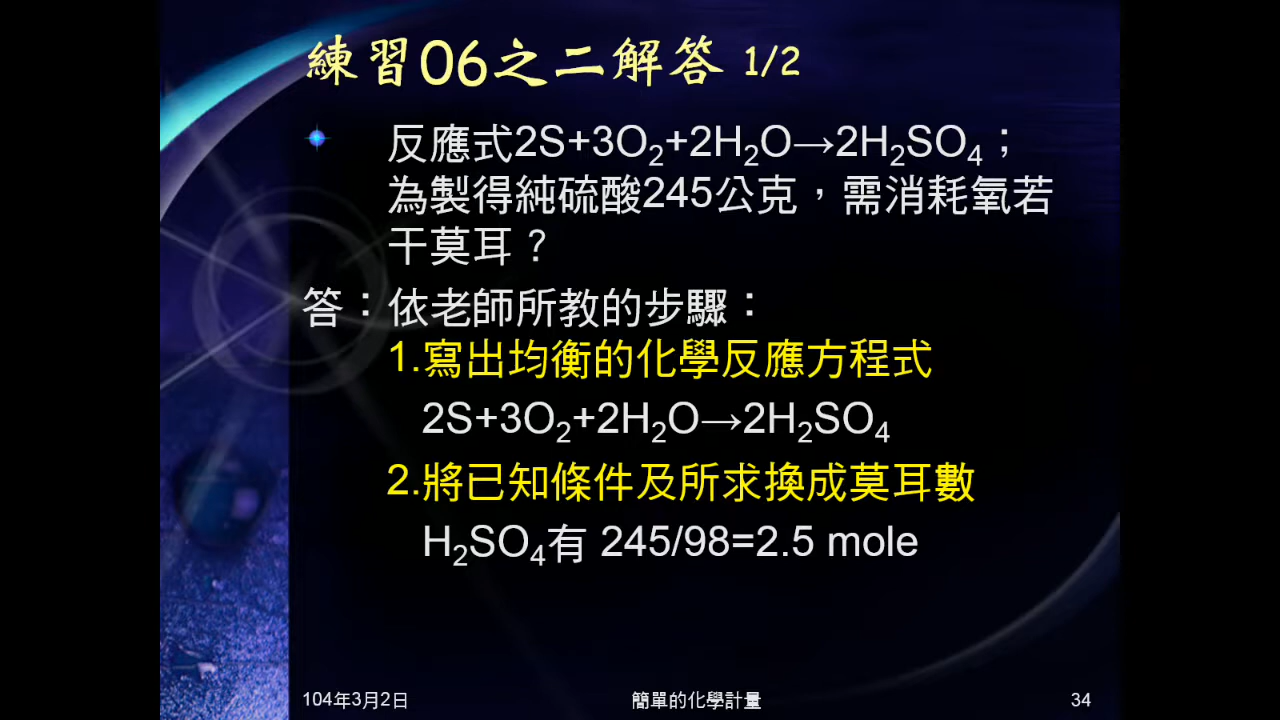 練習06之二解答 1/2
反應式2S+3O₂+2H₂O→2H₂SO₄；
為製得純硫酸245公克，需消耗氧若
干莫耳？
答：依老師所教的步驟：
1.寫出均衡的化學反應方程式
2S+3O₂+2H₂O→2H₂SO₄
2.將已知條件及所求換成莫耳數
H₂SO₄有 245/98=2.5 mole
104年3月2日 簡單的化學計量 34